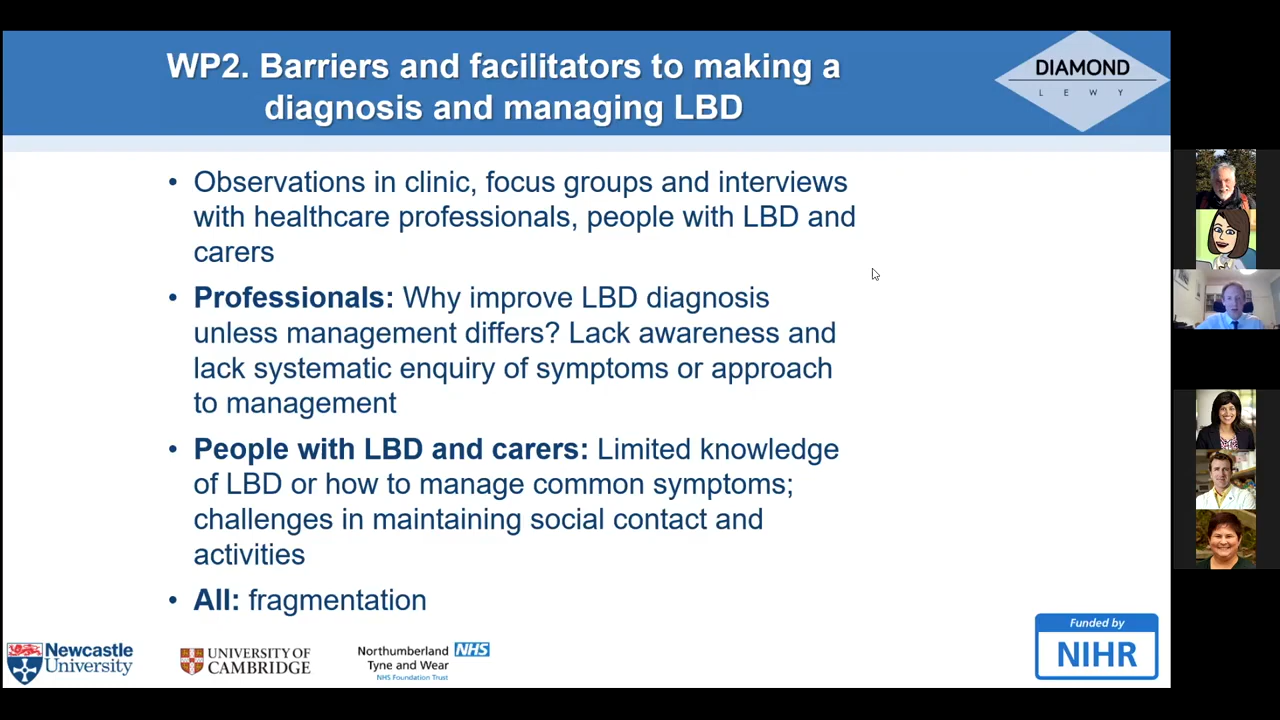 WP2. Barriers and facilitators to making a
diagnosis and managing LBD
DIAMOND
LEWY
• Observations in clinic, focus groups and interviews
with healthcare professionals, people with LBD and
carers
• Professionals: Why improve LBD diagnosis
unless management differs? Lack awareness and
lack systematic enquiry of symptoms or approach
to management
• People with LBD and carers: Limited knowledge
of LBD or how to manage common symptoms;
challenges in maintaining social contact and
activities
• All: fragmentation
Newcastle
University
UNIVERSITY OF
CAMBRIDGE
Northumberland NHS
Tyne and Wear
NHS Foundation Trust
Funded by
NIHR